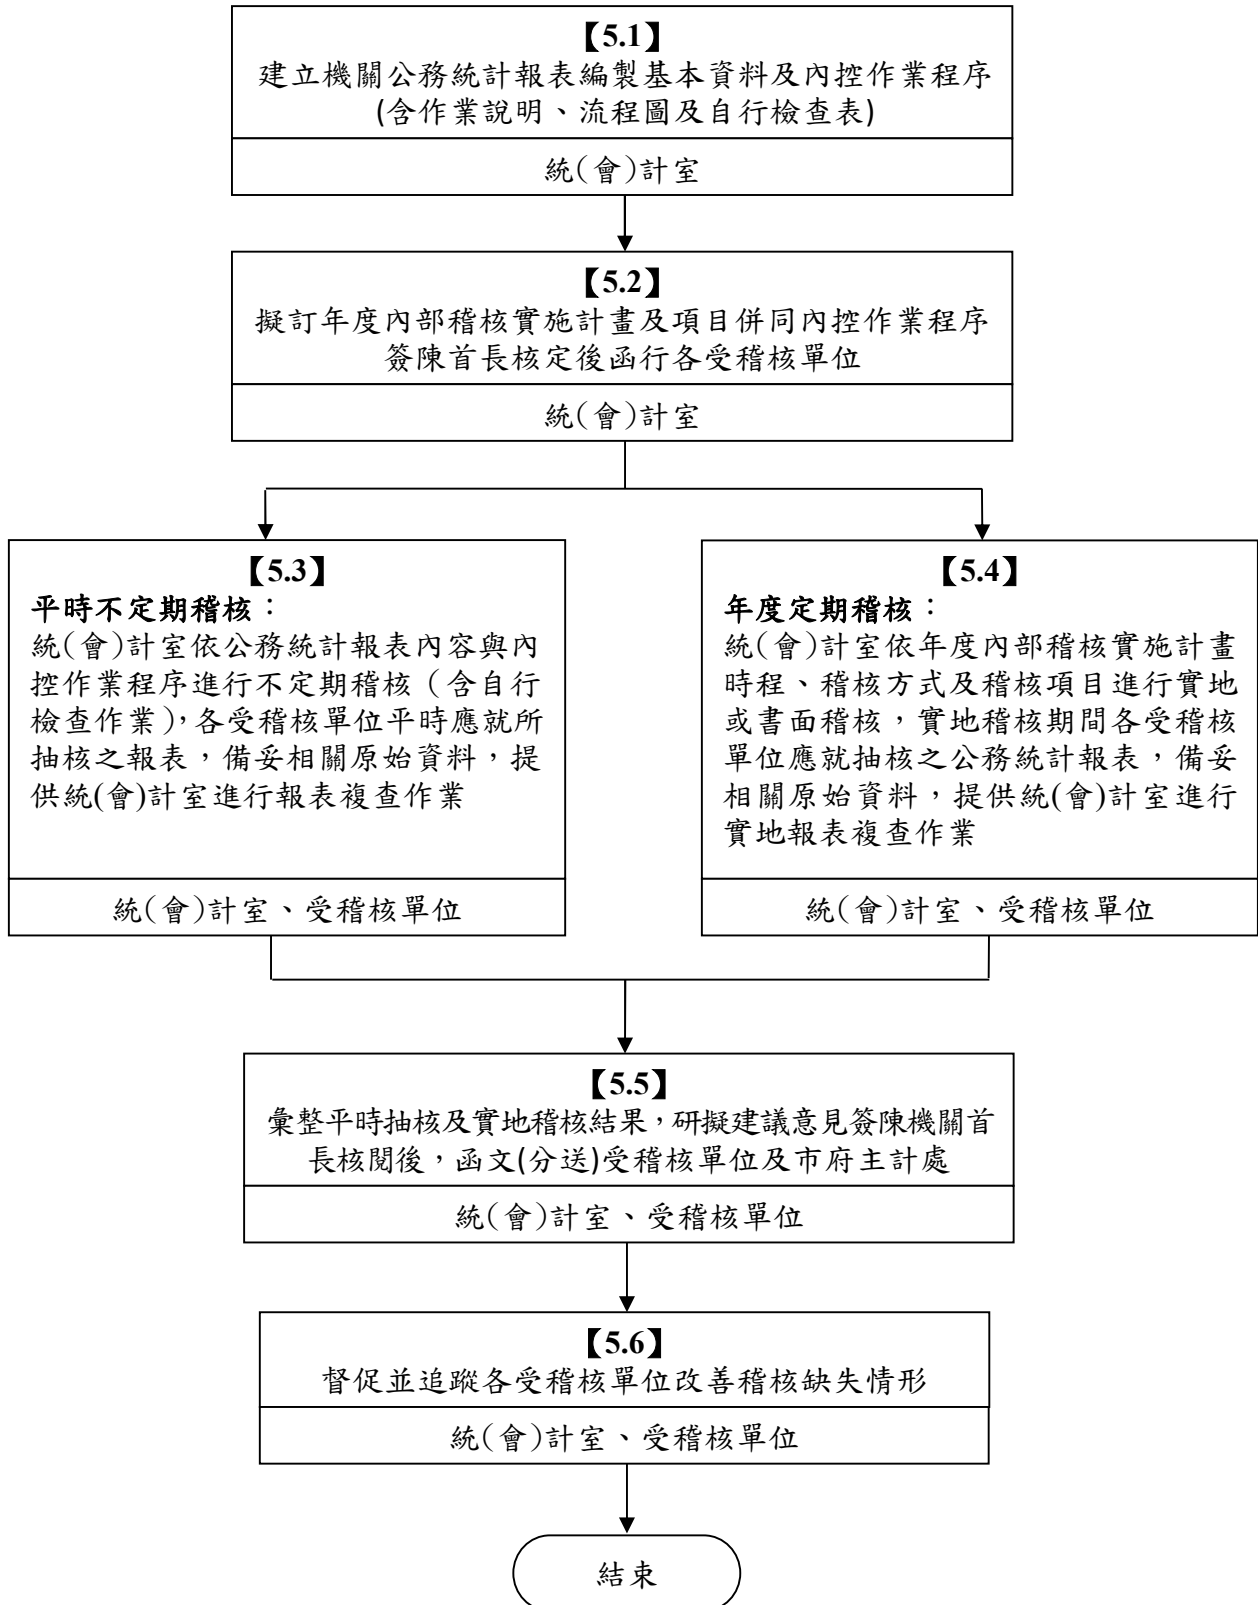 【5.1】
建立機關公務統計報表編製基本資料及內控作業程序
(含作業說明、流程圖及自行檢查表)
統(會)計室
【5.2】
擬訂年度內部稽核實施計畫及項目併同內控作業程序
簽陳首長核定後函行各受稽核單位
統(會)計室
【5.3】
平時不定期稽核：
統(會)計室依公務統計報表內容與內
控作業程序進行不定期稽核（含自行
檢查作業），各受稽核單位平時應就所
抽核之報表，備妥相關原始資料，提
供統(會)計室進行報表複查作業
統(會)計室、受稽核單位
【5.4】
年度定期稽核：
統(會)計室依年度內部稽核實施計畫
時程、稽核方式及稽核項目進行實地
或書面稽核，實地稽核期間各受稽核
單位應就抽核之公務統計報表，備妥
相關原始資料，提供統(會)計室進行
實地報表複查作業
統(會)計室、受稽核單位
【5.5】
彙整平時抽核及實地稽核結果，研擬建議意見簽陳機關首
長核閱後，函文(分送)受稽核單位及市府主計處
統(會)計室、受稽核單位
【5.6】
督促並追蹤各受稽核單位改善稽核缺失情形
統(會)計室、受稽核單位
結束